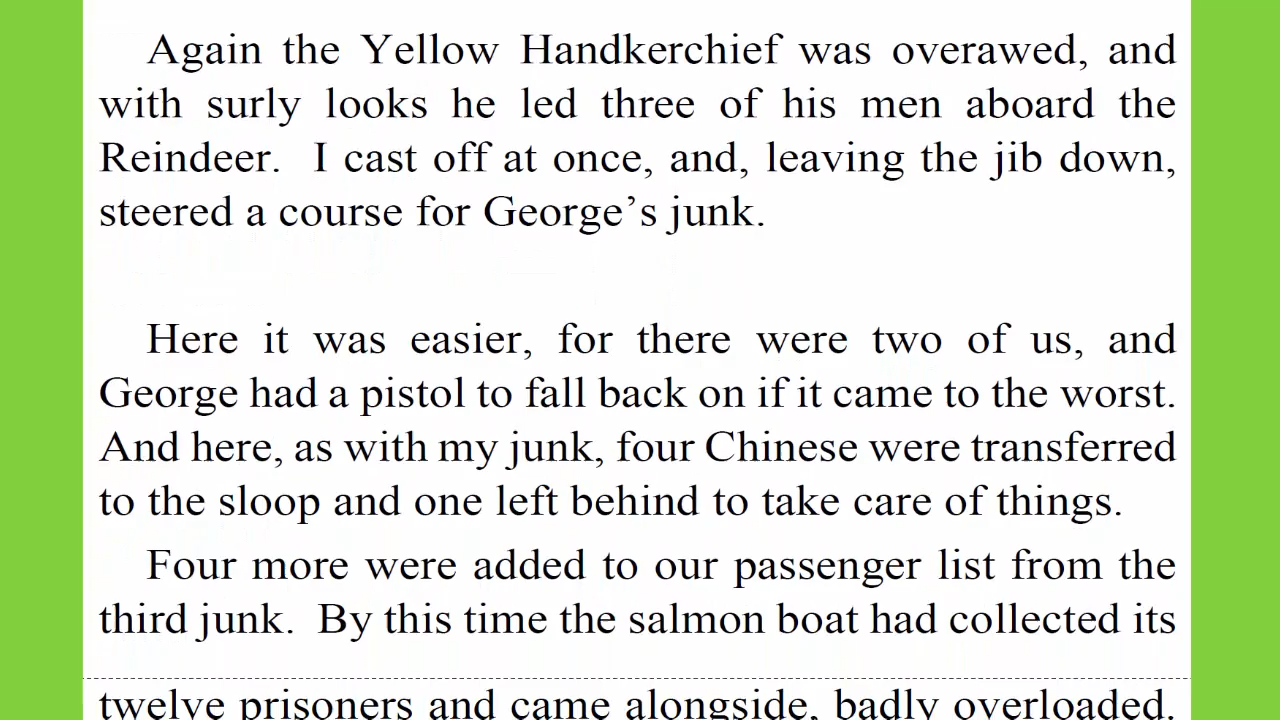 Again the Yellow Handkerchief was overawed, and
with surly looks he led three of his men aboard the
Reindeer.  I cast off at once, and, leaving the jib down,
steered a course for George’s junk.
Here it was easier, for there were two of us, and
George had a pistol to fall back on if it came to the worst.
And here, as with my junk, four Chinese were transferred
to the sloop and one left behind to take care of things.
Four more were added to our passenger list from the
third junk.  By this time the salmon boat had collected its
twelve prisoners and came alongside, badly overloaded.